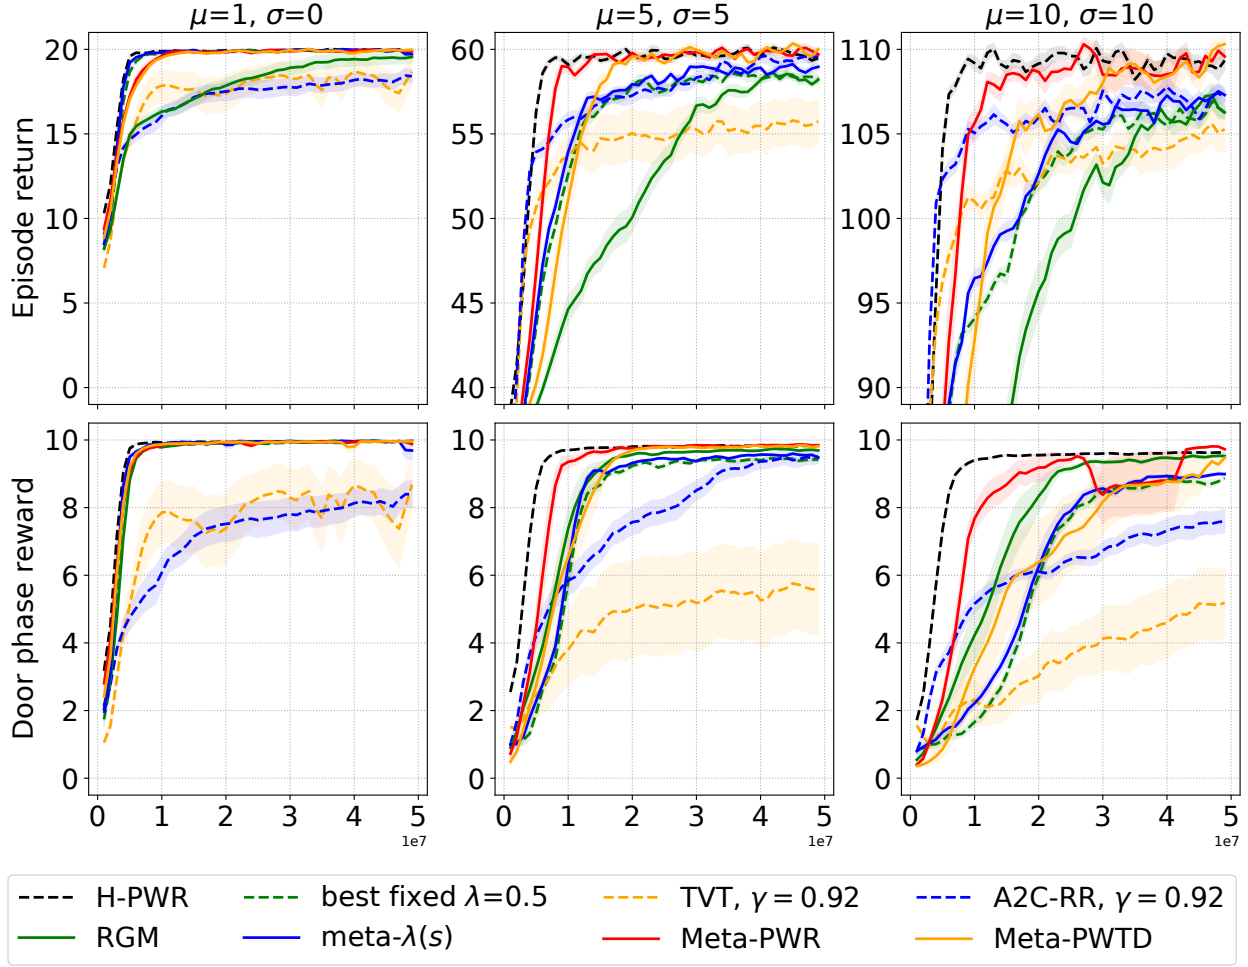 μ=1, σ=0
μ=5, σ=5
μ=10, σ=10
Episode return
20
15
10
5
0
60
55
50
45
40
110
105
100
95
90
Door phase reward
10
8
6
4
2
0
10
8
6
4
2
0
10
8
6
4
2
0
0 1 2 3 4 5
1e7
0 1 2 3 4 5
1e7
0 1 2 3 4 5
1e7
H-PWR
best fixed λ=0.5
TVT, γ = 0.92
A2C-RR, γ = 0.92
RGM
meta-λ(s)
Meta-PWR
Meta-PWTD